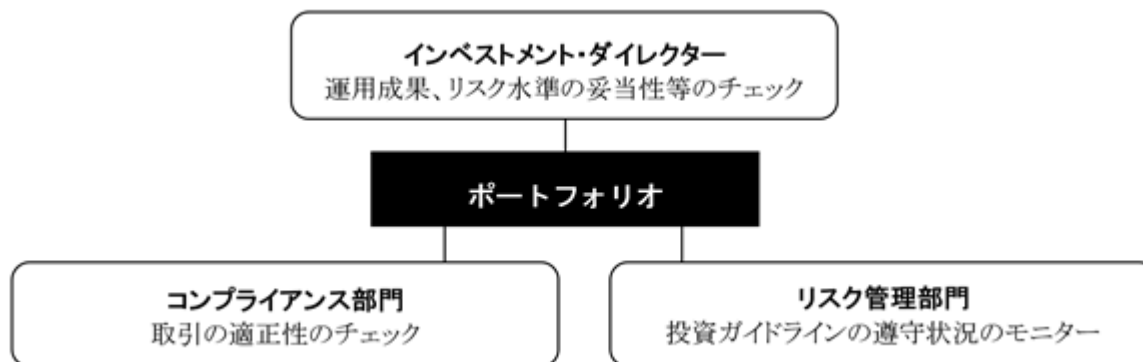 インベストメント・ダイレクター
運用成果、リスク水準の妥当性等のチェック
ポートフォリオ
コンプライアンス部門
取引の適正性のチェック
リスク管理部門
投資ガイドラインの遵守状況のモニター